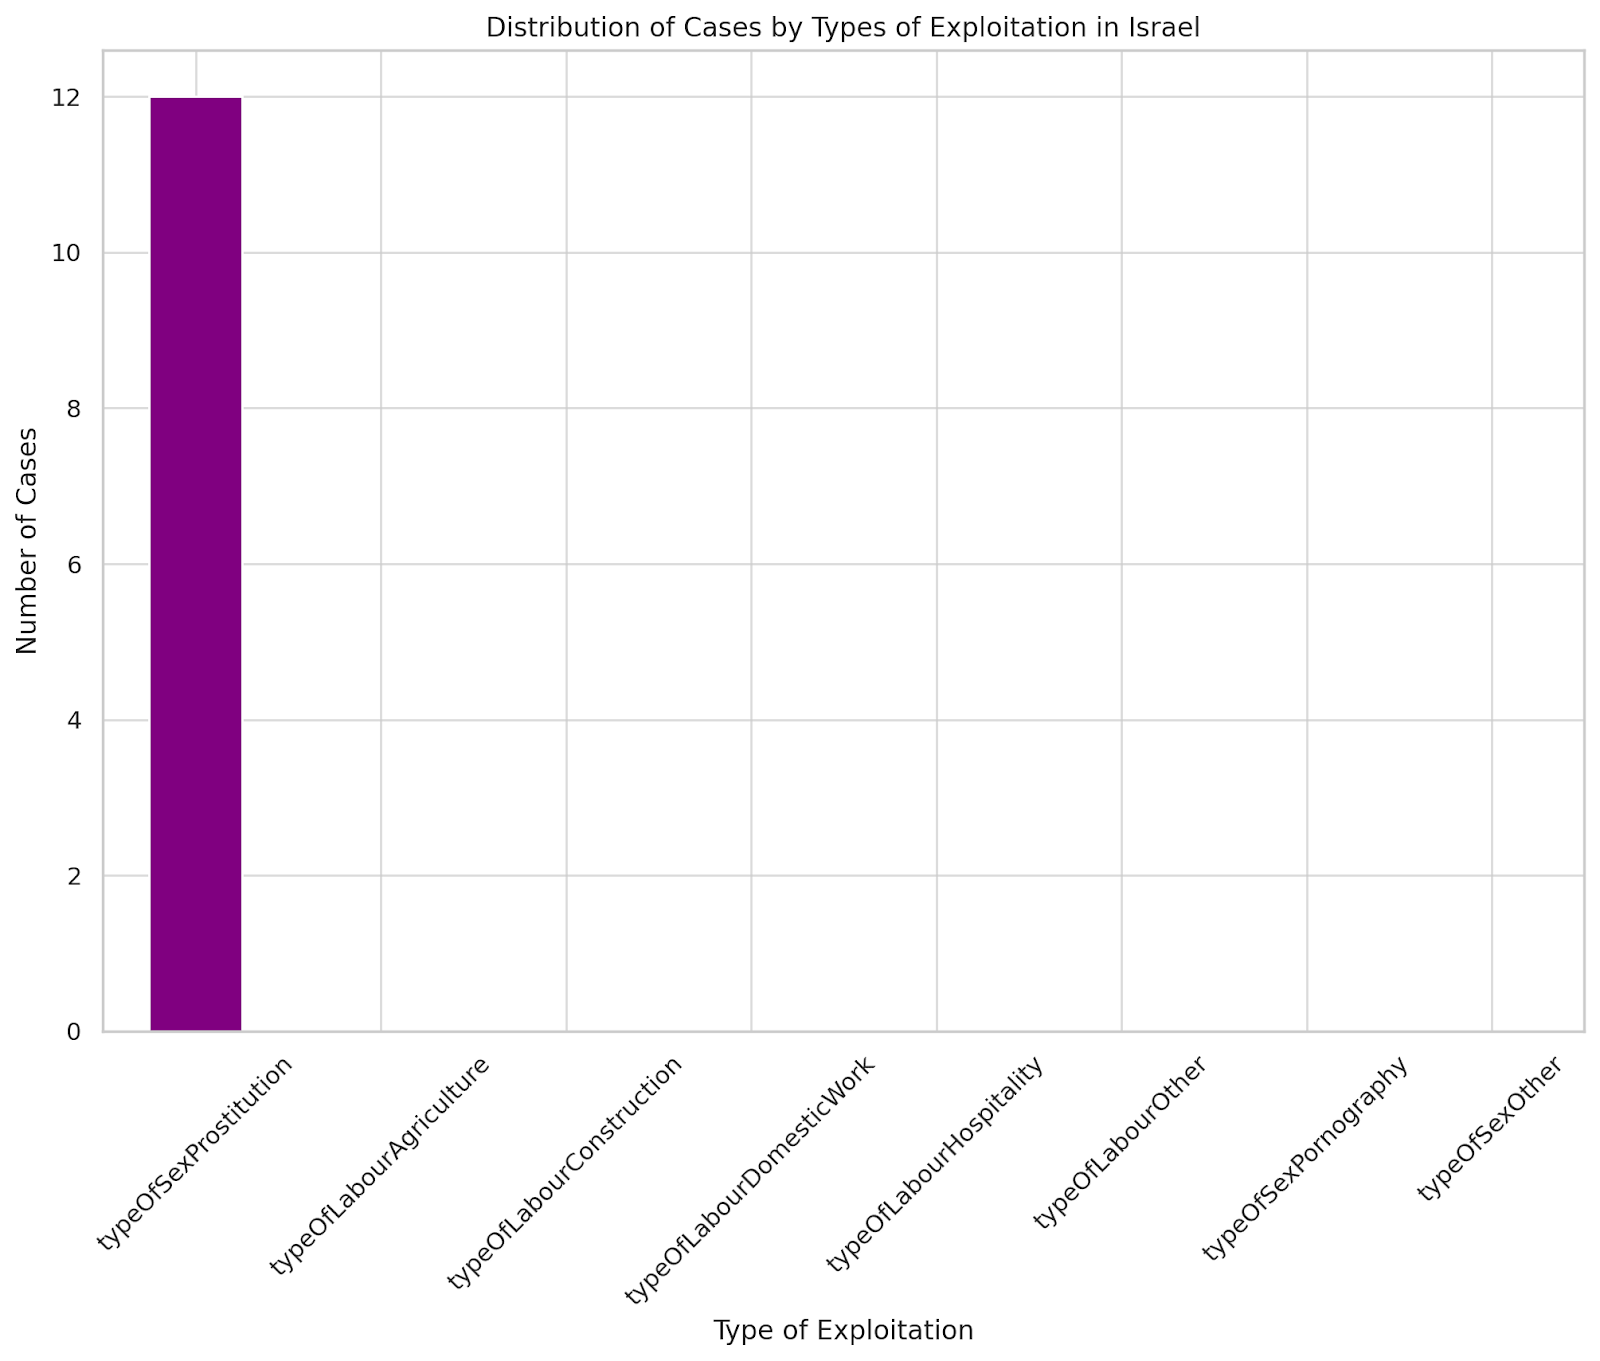 Distribution of Cases by Types of Exploitation in Israel
Number of Cases
12
10
8
6
4
2
0
typeOfSexProstitution
typeOfLabourAgriculture
typeOfLabourConstruction
typeOfLabourDomesticWork
typeOfLabourHospitality
typeOfLabourOther
typeOfSexPornography
typeOfSexOther
Type of Exploitation